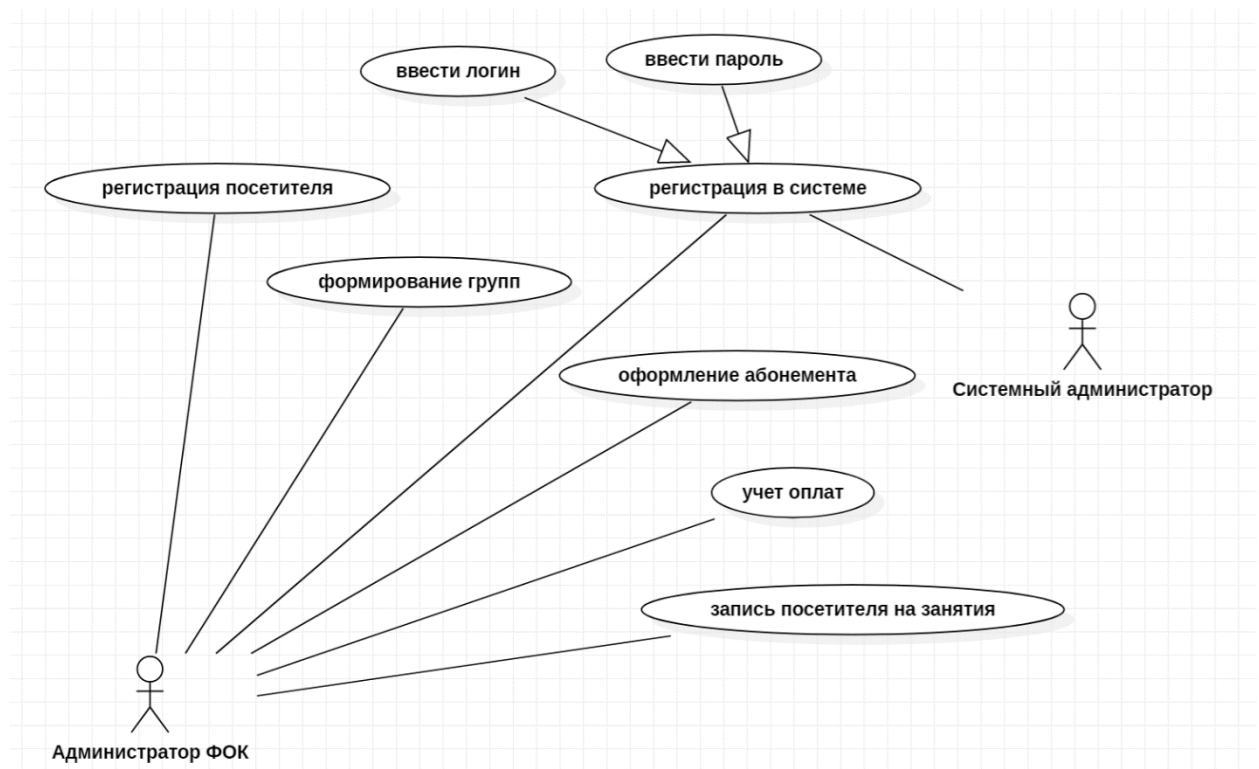 ввести пароль
ввести логин
регистрация посетителя
регистрация в системе
формирование групп
оформление абонемента
Системный администратор
учет оплат
запись посетителя на занятия
Администратор ФОК